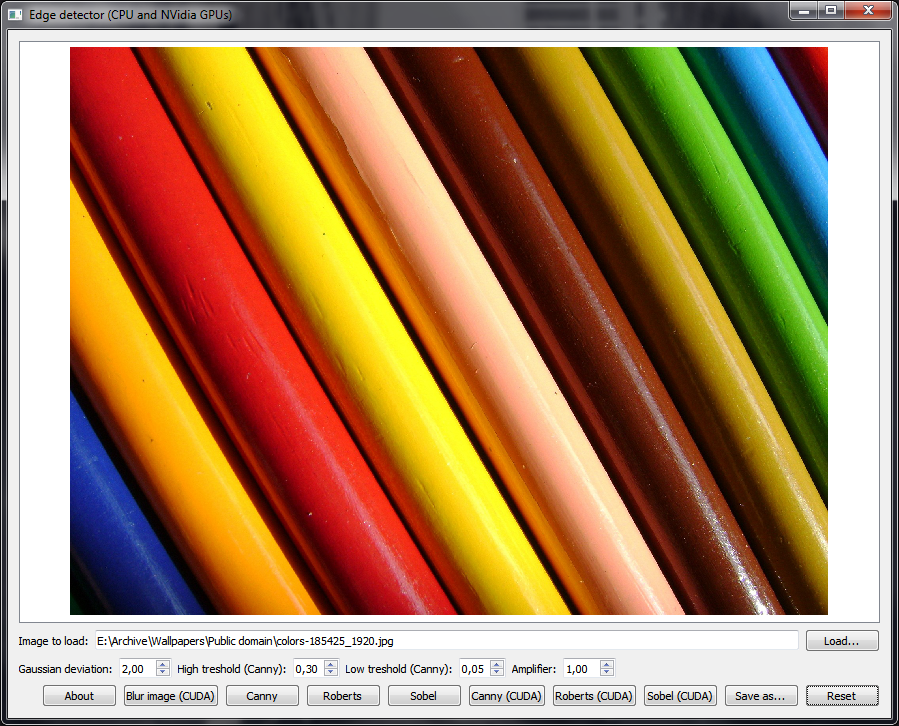 Edge detector (CPU and NVidia GPUs)
Image to load: E:\Archive\Wallpapers\Public domain\colors-185425_1920.jpg Load...
Gaussian deviation: 2,00 High treshold (Canny): 0,30 Low treshold (Canny): 0,05 Amplifier: 1,00
About Blur image (CUDA) Canny Roberts Sobel Canny (CUDA) Roberts (CUDA) Sobel (CUDA) Save as... Reset